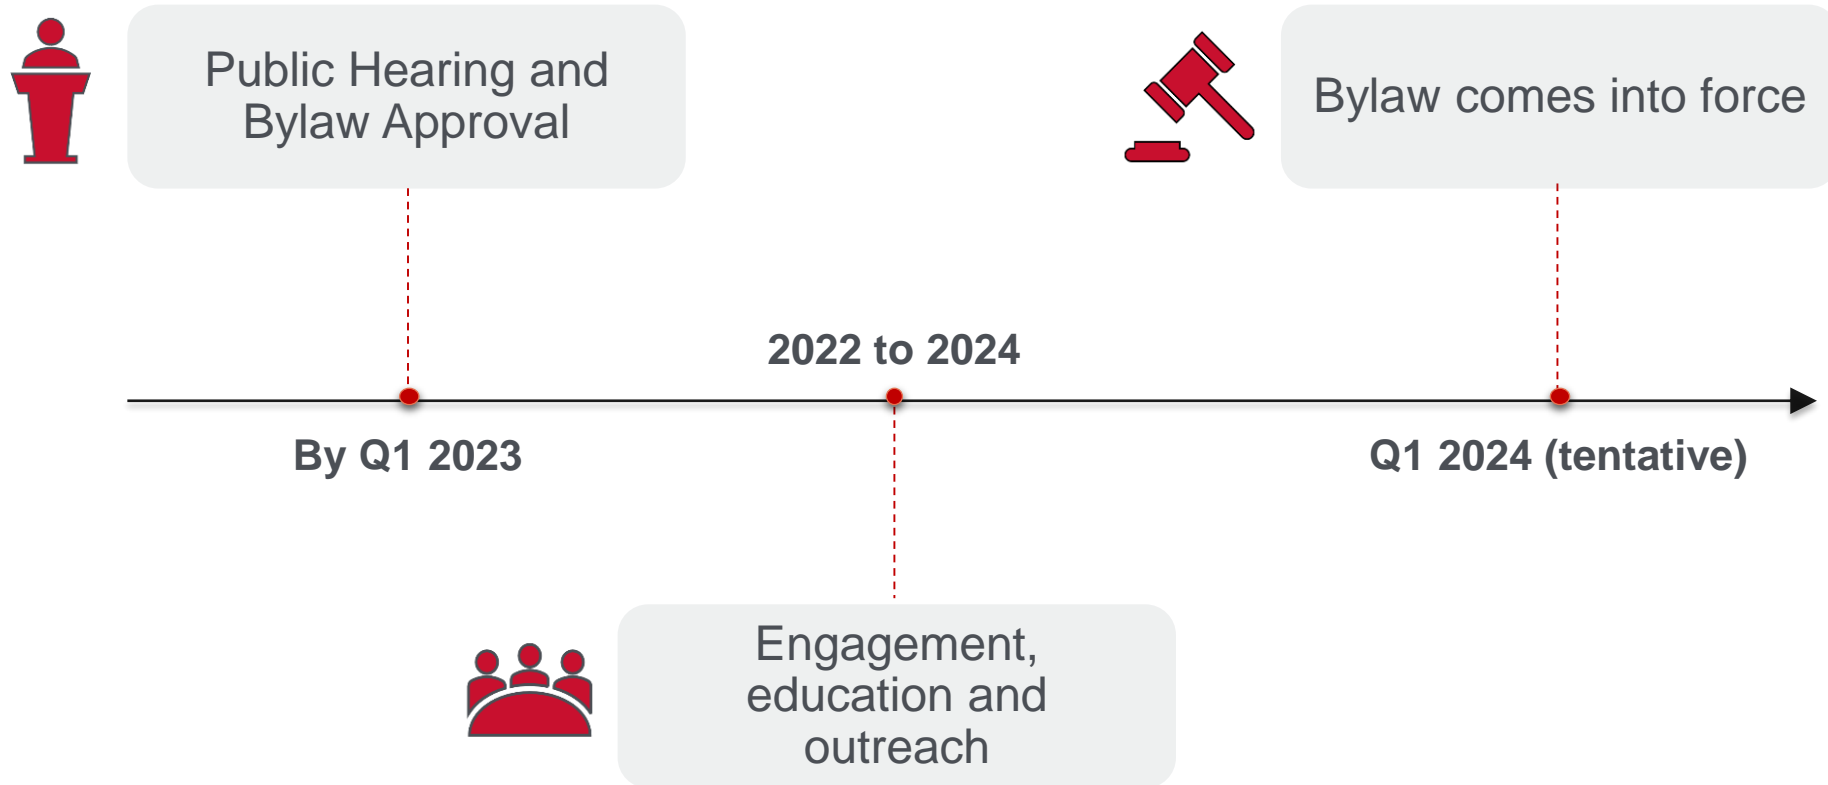 Public Hearing and
Bylaw Approval
Bylaw comes into force
2022 to 2024
By Q1 2023
Q1 2024 (tentative)
Engagement,
education and
outreach